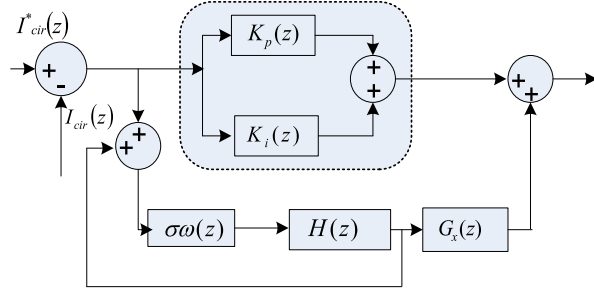 I*cir(z)
Kp(z)
+
-
+
+
+
+
Icir(z)
+
+
Ki(z)
σω(z)
H(z)
Gx(z)